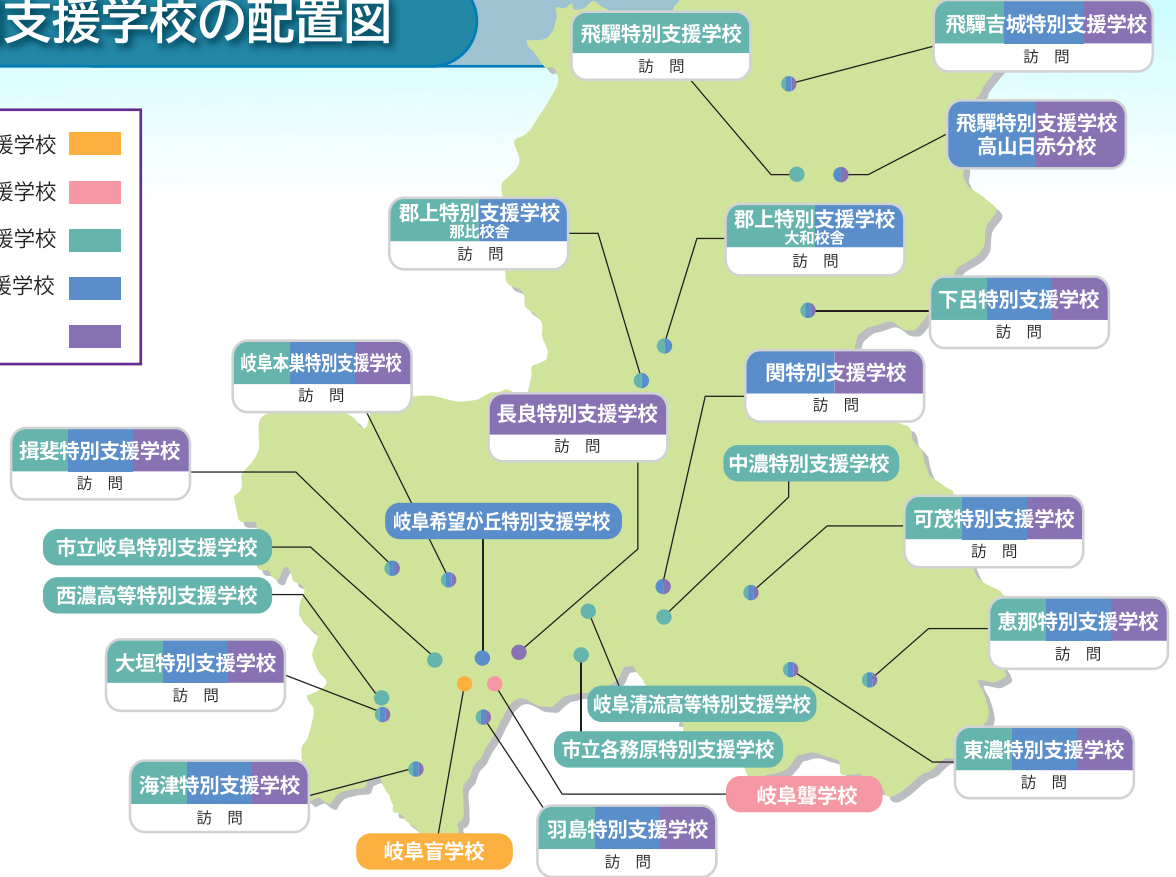 支援学校の配置図
援学校
援学校
援学校
援学校
飛騨特別支援学校
訪 問
飛騨吉城特別支援学校
訪 問
飛騨特別支援学校
高山日赤分校
郡上特別支援学校
那比校舎
訪 問
郡上特別支援学校
大和校舎
訪 問
下呂特別支援学校
訪 問
岐阜本巣特別支援学校
訪 問
関特別支援学校
訪 問
長良特別支援学校
訪 問
揖斐特別支援学校
訪 問
中濃特別支援学校
岐阜希望が丘特別支援学校
可茂特別支援学校
訪 問
市立岐阜特別支援学校
西濃高等特別支援学校
恵那特別支援学校
訪 問
大垣特別支援学校
訪 問
岐阜清流高等特別支援学校
市立各務原特別支援学校
東濃特別支援学校
訪 問
海津特別支援学校
訪 問
岐阜聾学校
羽島特別支援学校
訪 問
岐阜盲学校